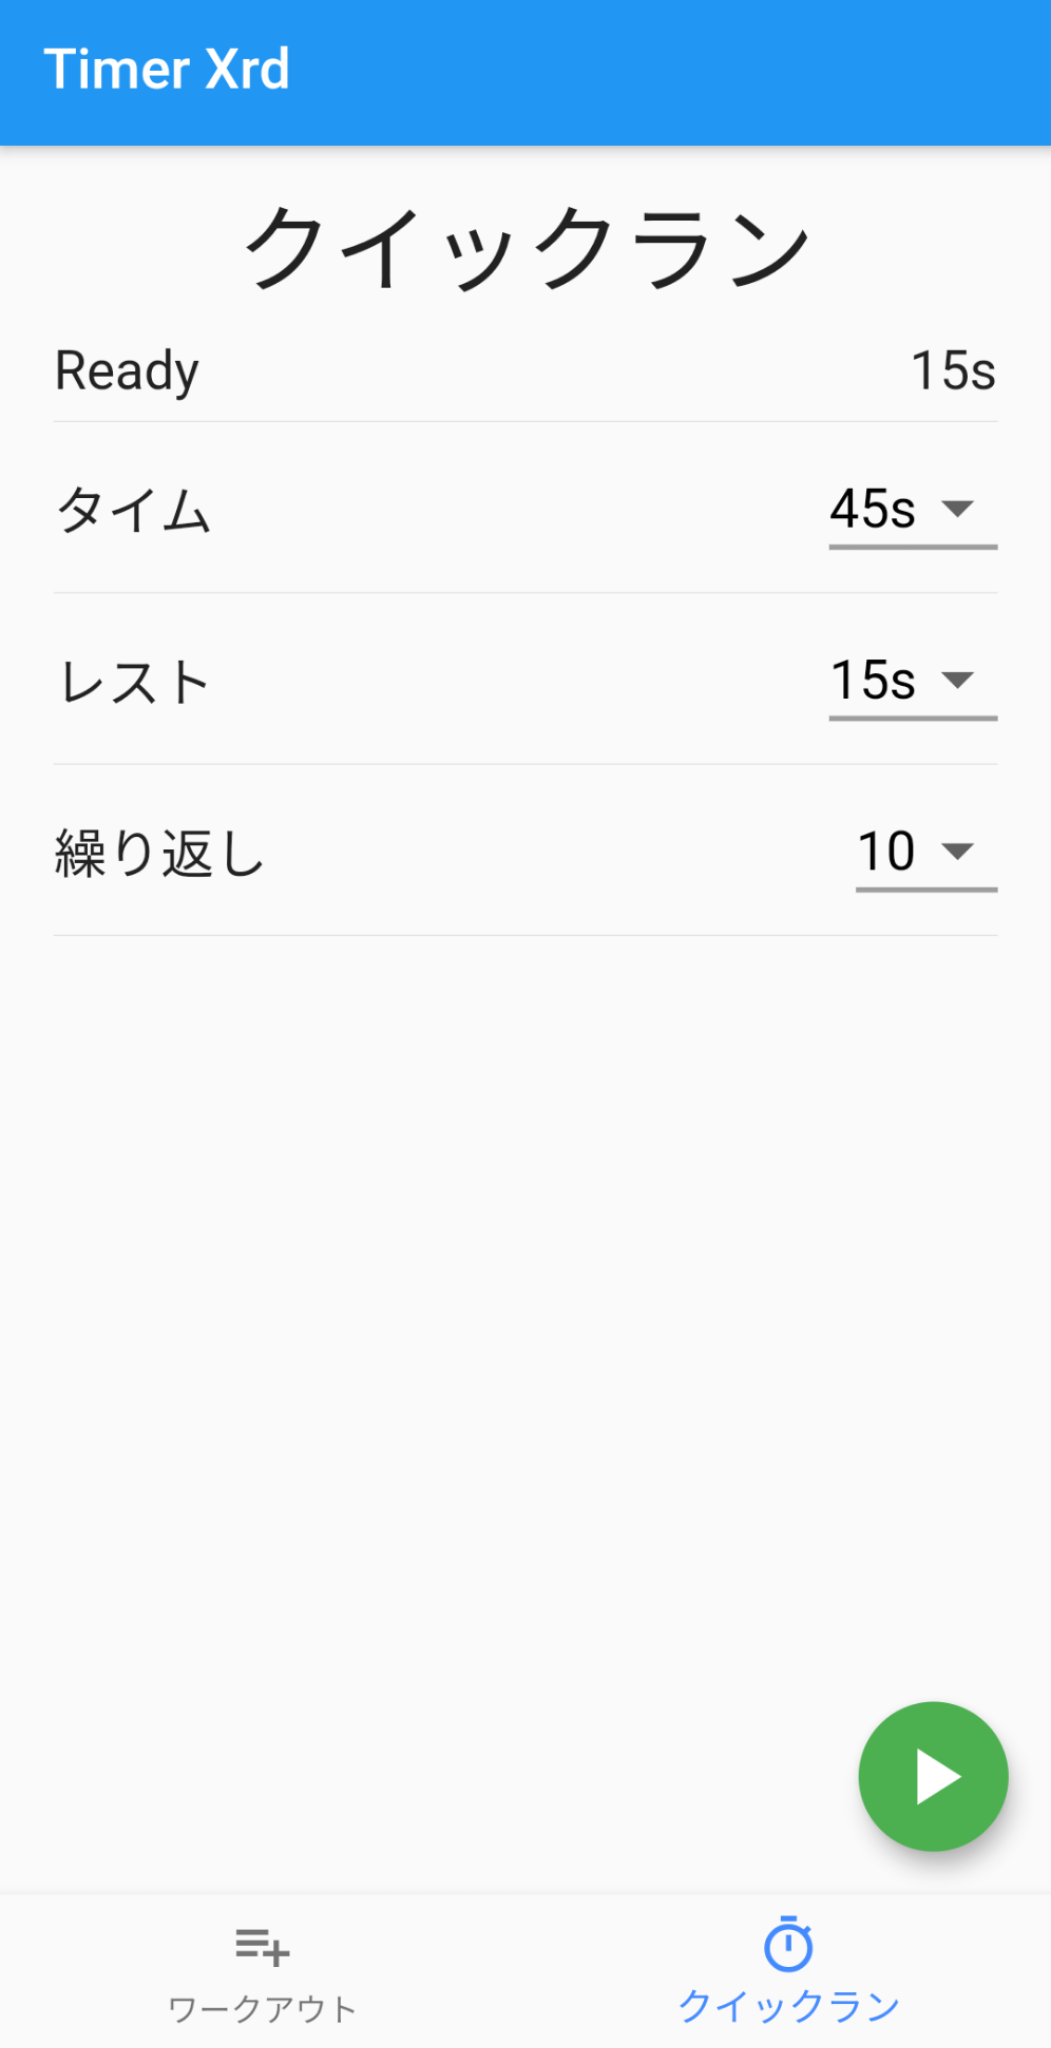 Timer Xrd
クイックラン
Ready 15s
タイム 45s
レスト 15s
繰り返し 10
ワークアウト クイックラン